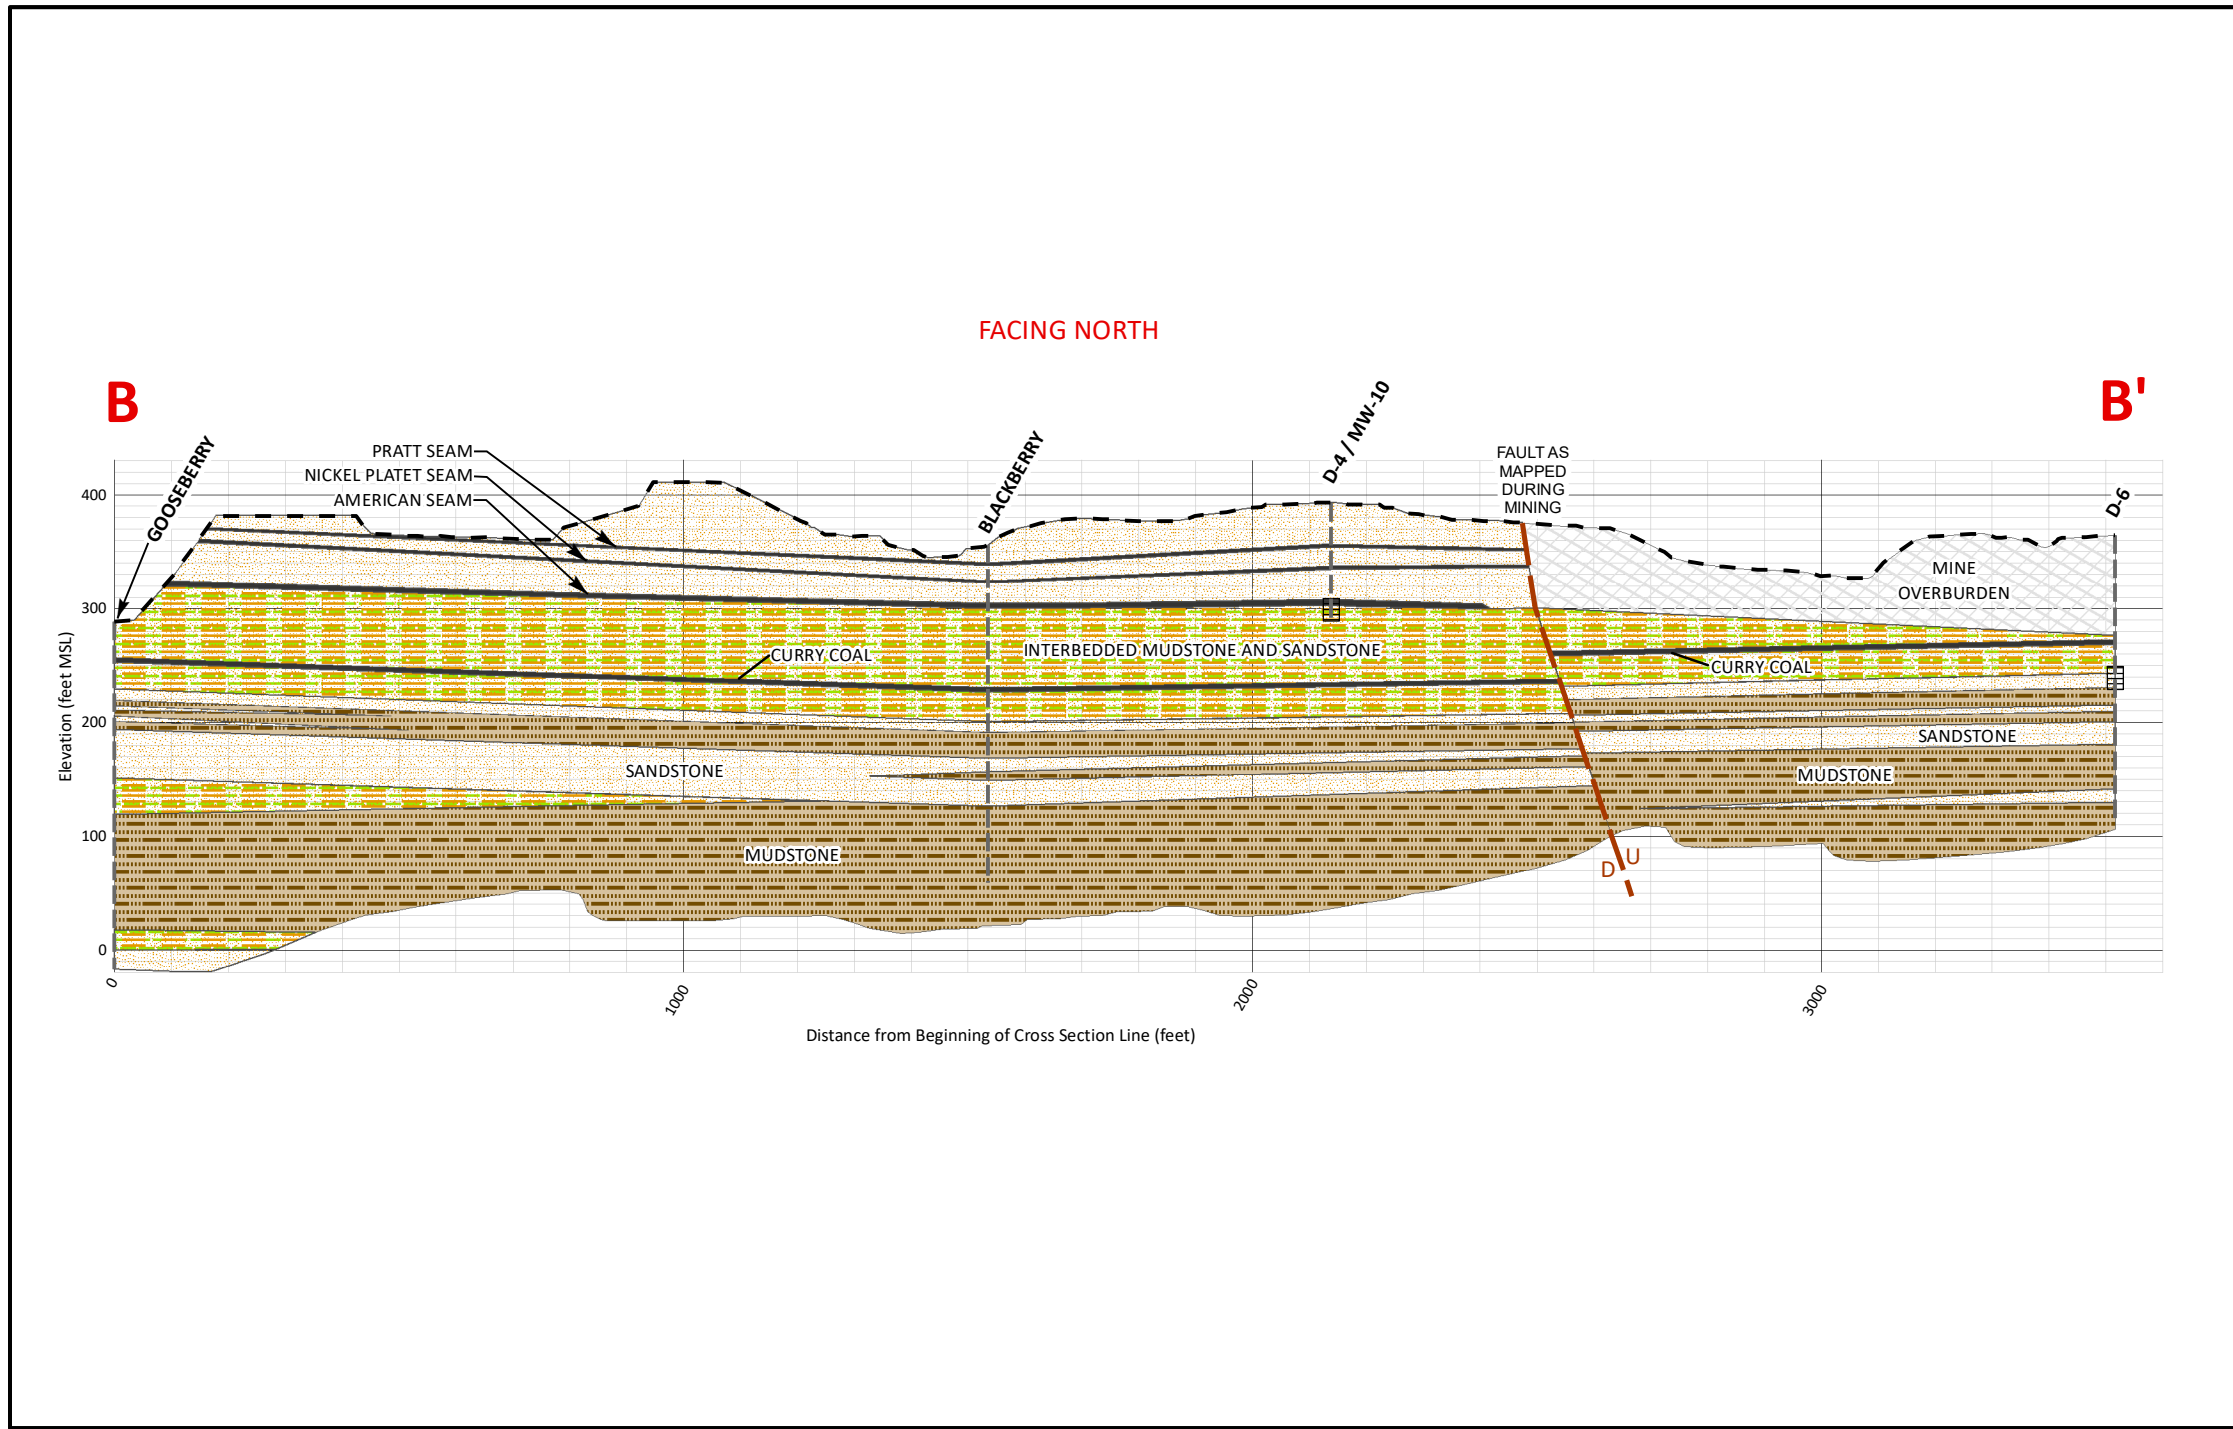 FACING NORTH
B
B'
GOOSEBERRY
PRATT SEAM
NICKEL PLATET SEAM
AMERICAN SEAM
BLACKBERRY
D-4 / MW-10
FAULT AS
MAPPED
DURING
MINING
D-6
400
300
200
100
0
Elevation (feet MSL)
MINE
OVERBURDEN
CURRY COAL
INTERBEDDED MUDSTONE AND SANDSTONE
CURRY COAL
SANDSTONE
SANDSTONE
MUDSTONE
MUDSTONE
D
U
0
1000
2000
3000
Distance from Beginning of Cross Section Line (feet)